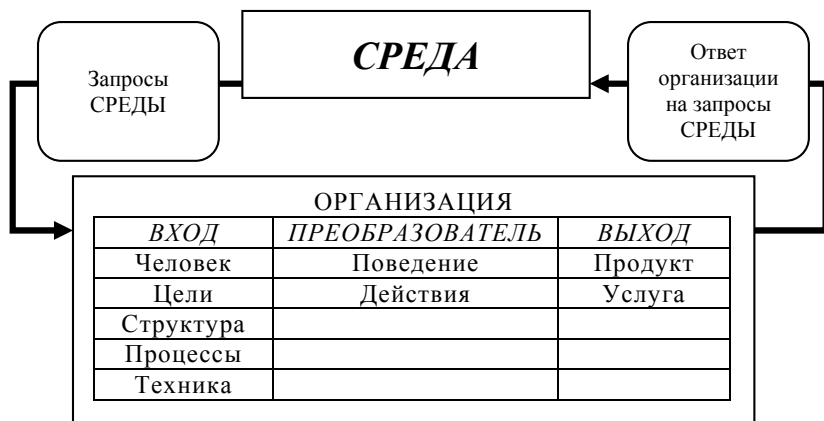 СРЕДА
Запросы
СРЕДЫ
Ответ
организации
на запросы
СРЕДЫ
ОРГАНИЗАЦИЯ
ВХОД ПРЕОБРАЗОВАТЕЛЬ ВЫХОД
Человек Поведение Продукт
Цели Действия Услуга
Структура
Процессы
Техника